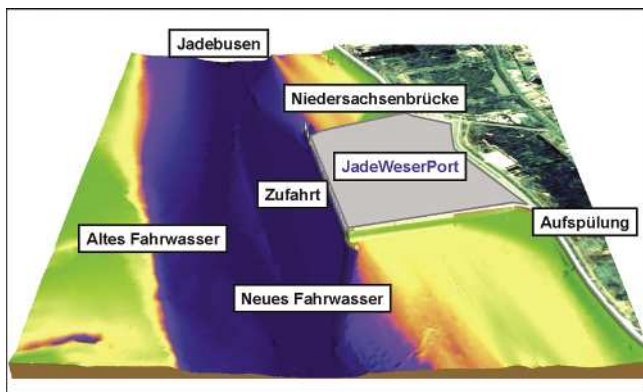 Jadebusen
Niedersachsenbrücke
JadeWeserPort
Zufahrt
Aufspülung
Altes Fahrwasser
Neues Fahrwasser